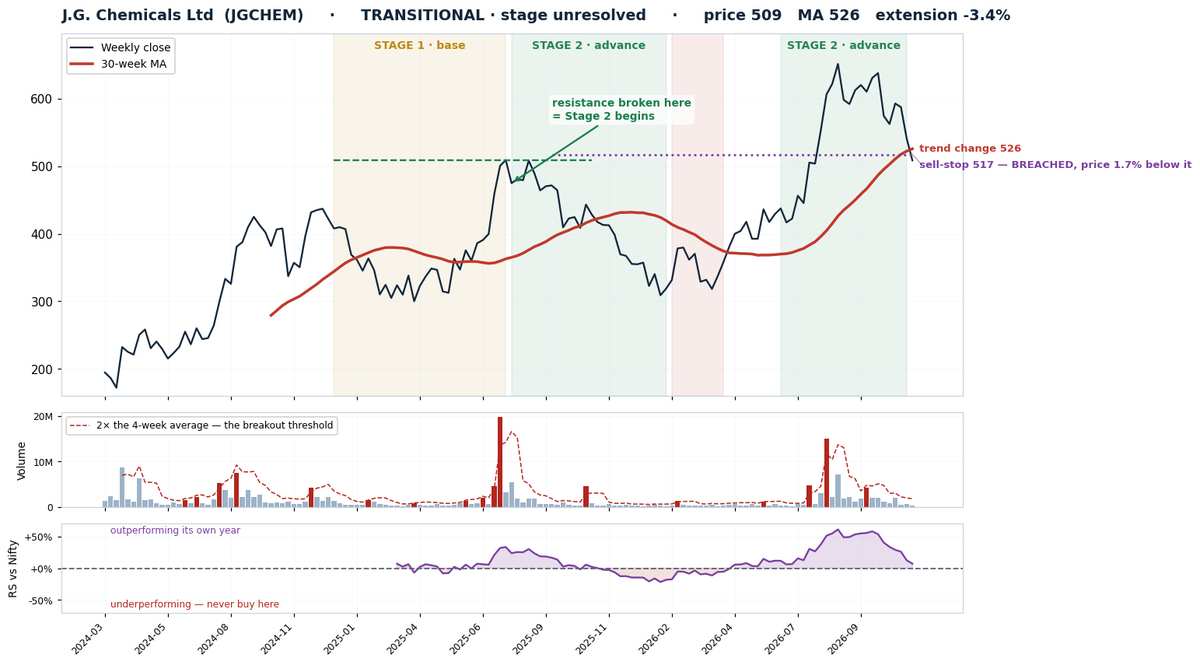 J.G. Chemicals Ltd (JGCHEM) · TRANSITIONAL · stage unresolved · price 509 MA 526 extension -3.4%
Weekly close
30-week MA
STAGE 1 · base
STAGE 2 · advance
STAGE 2 · advance
resistance broken here
= Stage 2 begins
trend change 526
sell-stop 517 — BREACHED, price 1.7% below it
600
500
400
300
200
2× the 4-week average — the breakout threshold
Volume
20M
10M
0
outperforming its own year
RS vs Nifty
+50%
+0%
-50%
underperforming — never buy here
2024-03
2024-05
2024-08
2024-11
2025-01
2025-04
2025-06
2025-09
2025-11
2026-02
2026-04
2026-07
2026-09